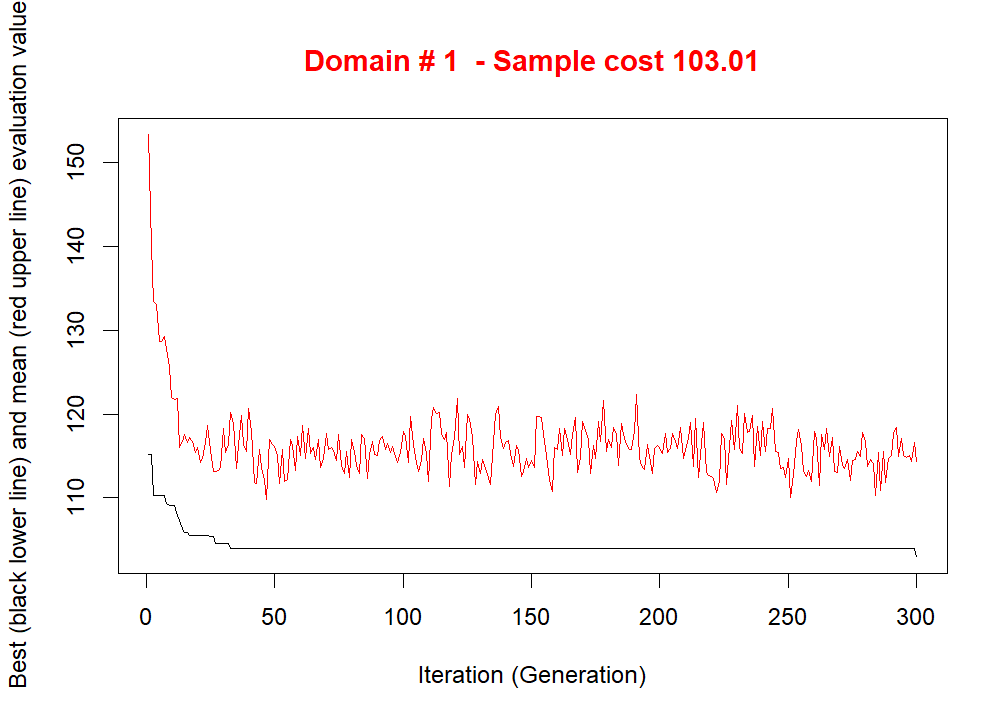 Domain # 1  - Sample cost 103.01
Best (black lower line) and mean (red upper line) evaluation value
150
140
130
120
110
0 50 100 150 200 250 300
Iteration (Generation)